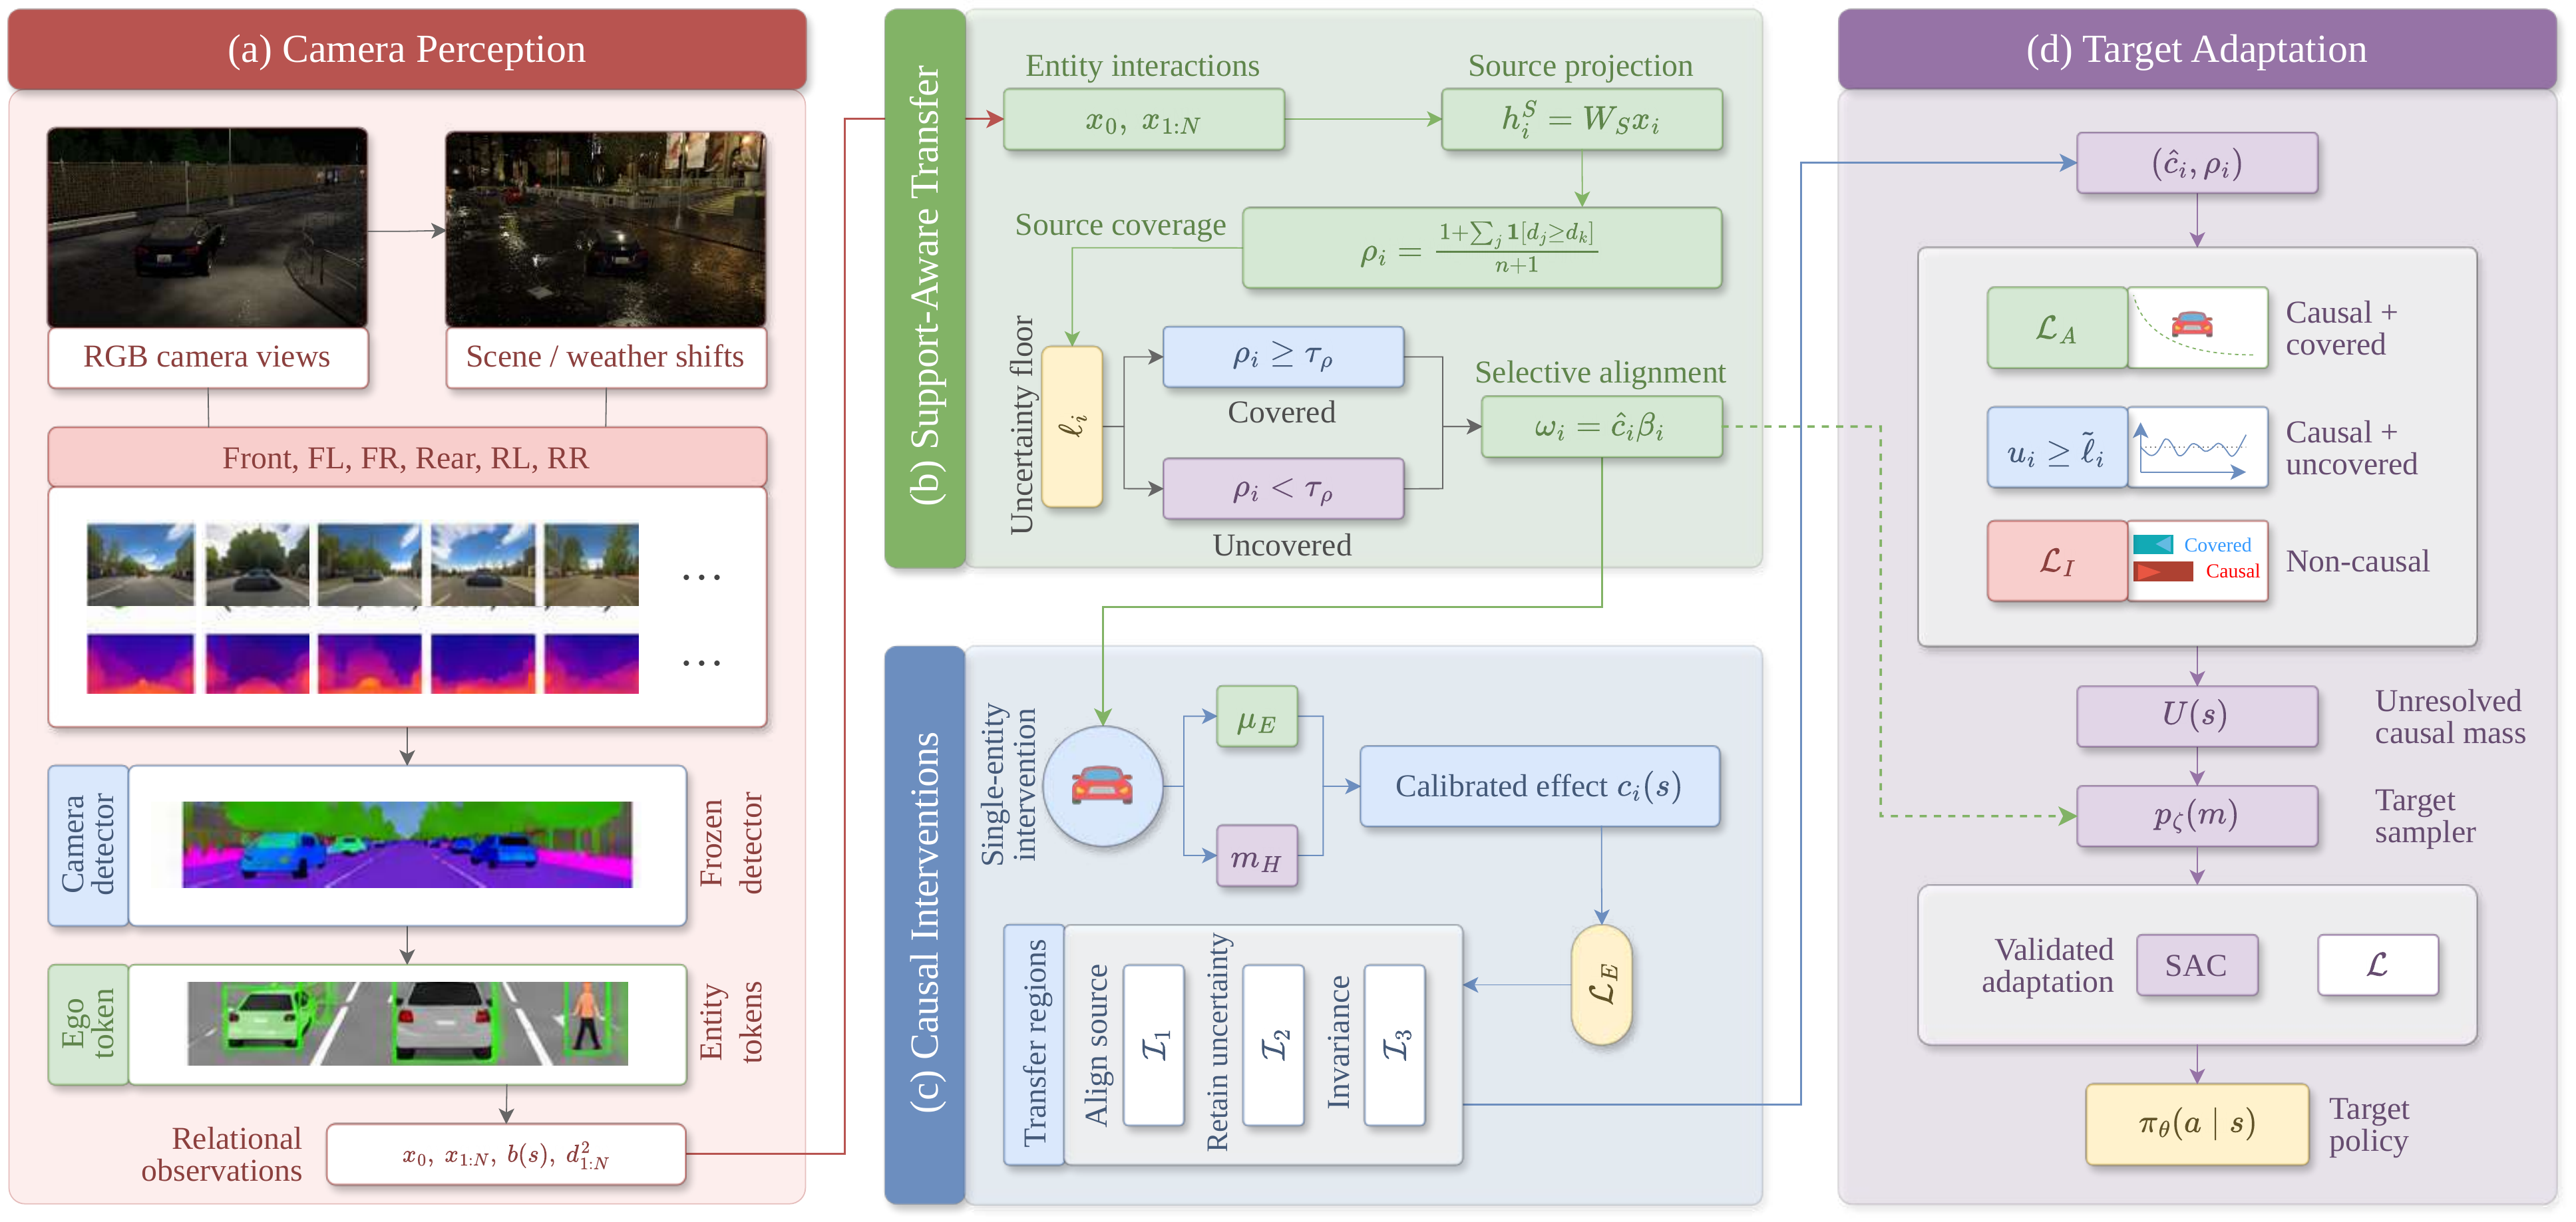 (a) Camera Perception
RGB camera views
Scene / weather shifts
Front, FL, FR, Rear, RL, RR
...
...
Camera
detector
Frozen
detector
Ego
token
Entity
tokens
Relational
observations
x_0, x_{1:N}, b(s), d^2_{1:N}
(b) Support-Aware Transfer
Entity interactions
x_0, x_{1:N}
Source projection
h_i^S = W_S x_i
Source coverage
ρ_i = \frac{1+\sum_j 1[d_j ≥ d_k]}{n+1}
Uncertainty floor
ℓ_i
ρ_i ≥ τ_ρ
Covered
ρ_i < τ_ρ
Uncovered
Selective alignment
ω_i = ĉ_i β_i
(c) Causal Interventions
Single-entity
intervention
μ_E
m_H
Calibrated effect c_i(s)
ℒ_E
Transfer regions
Align source
ℐ_1
Retain uncertainty
ℐ_2
Invariance
ℐ_3
(d) Target Adaptation
(ĉ_i, ρ_i)
ℒ_A
Causal +
covered
u_i ≥ ℓ̃_i
Causal +
uncovered
ℒ_I
Covered
Causal
Non-causal
U(s)
Unresolved
causal mass
p_ζ(m)
Target
sampler
Validated
adaptation
SAC
ℒ
π_θ(a | s)
Target
policy